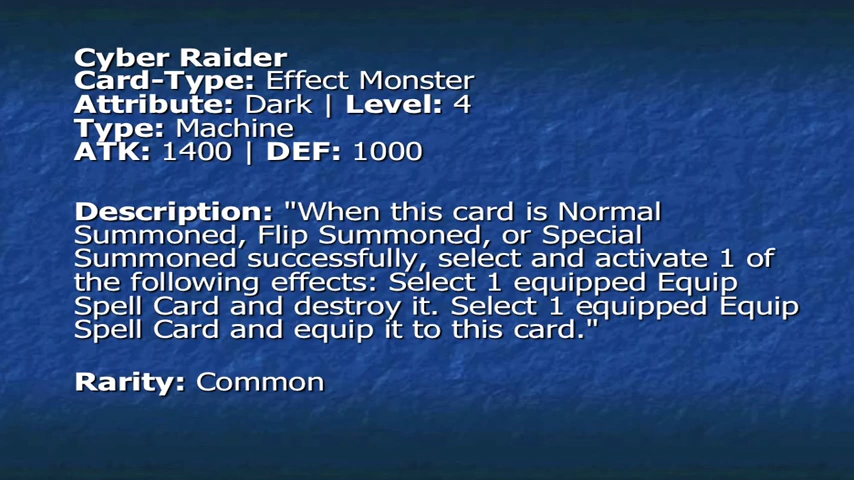 Cyber Raider
Card-Type: Effect Monster
Attribute: Dark | Level: 4
Type: Machine
ATK: 1400 | DEF: 1000
Description: "When this card is Normal
Summoned, Flip Summoned, or Special
Summoned successfully, select and activate 1 of
the following effects: Select 1 equipped Equip
Spell Card and destroy it. Select 1 equipped Equip
Spell Card and equip it to this card."
Rarity: Common